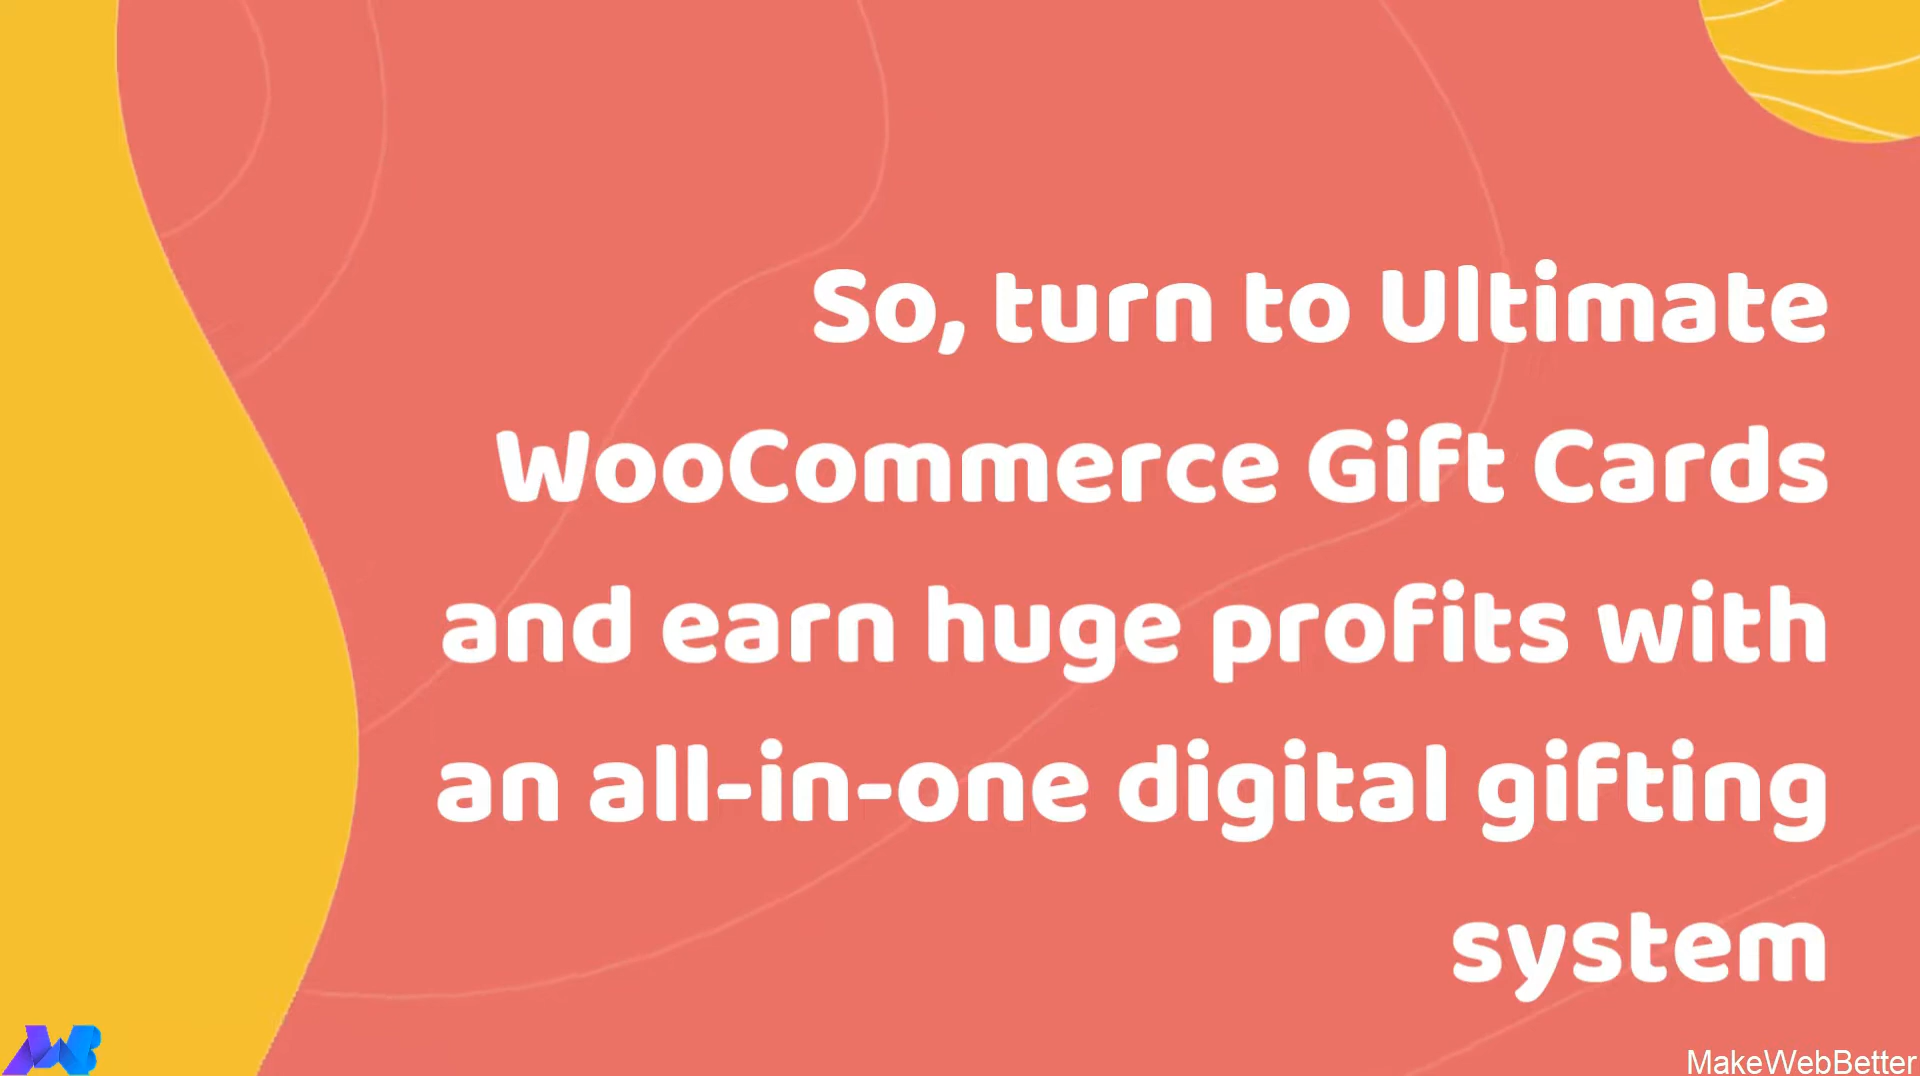 So, turn to Ultimate
WooCommerce Gift Cards
and earn huge profits with
an all-in-one digital gifting
system
MWB
MakeWebBetter